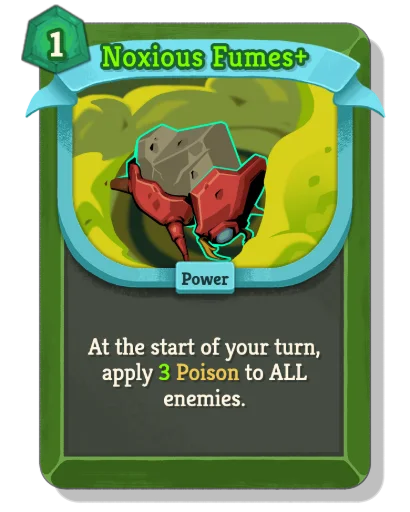 1
Noxious Fumes+
Power
At the start of your turn,
apply 3 Poison to ALL
enemies.